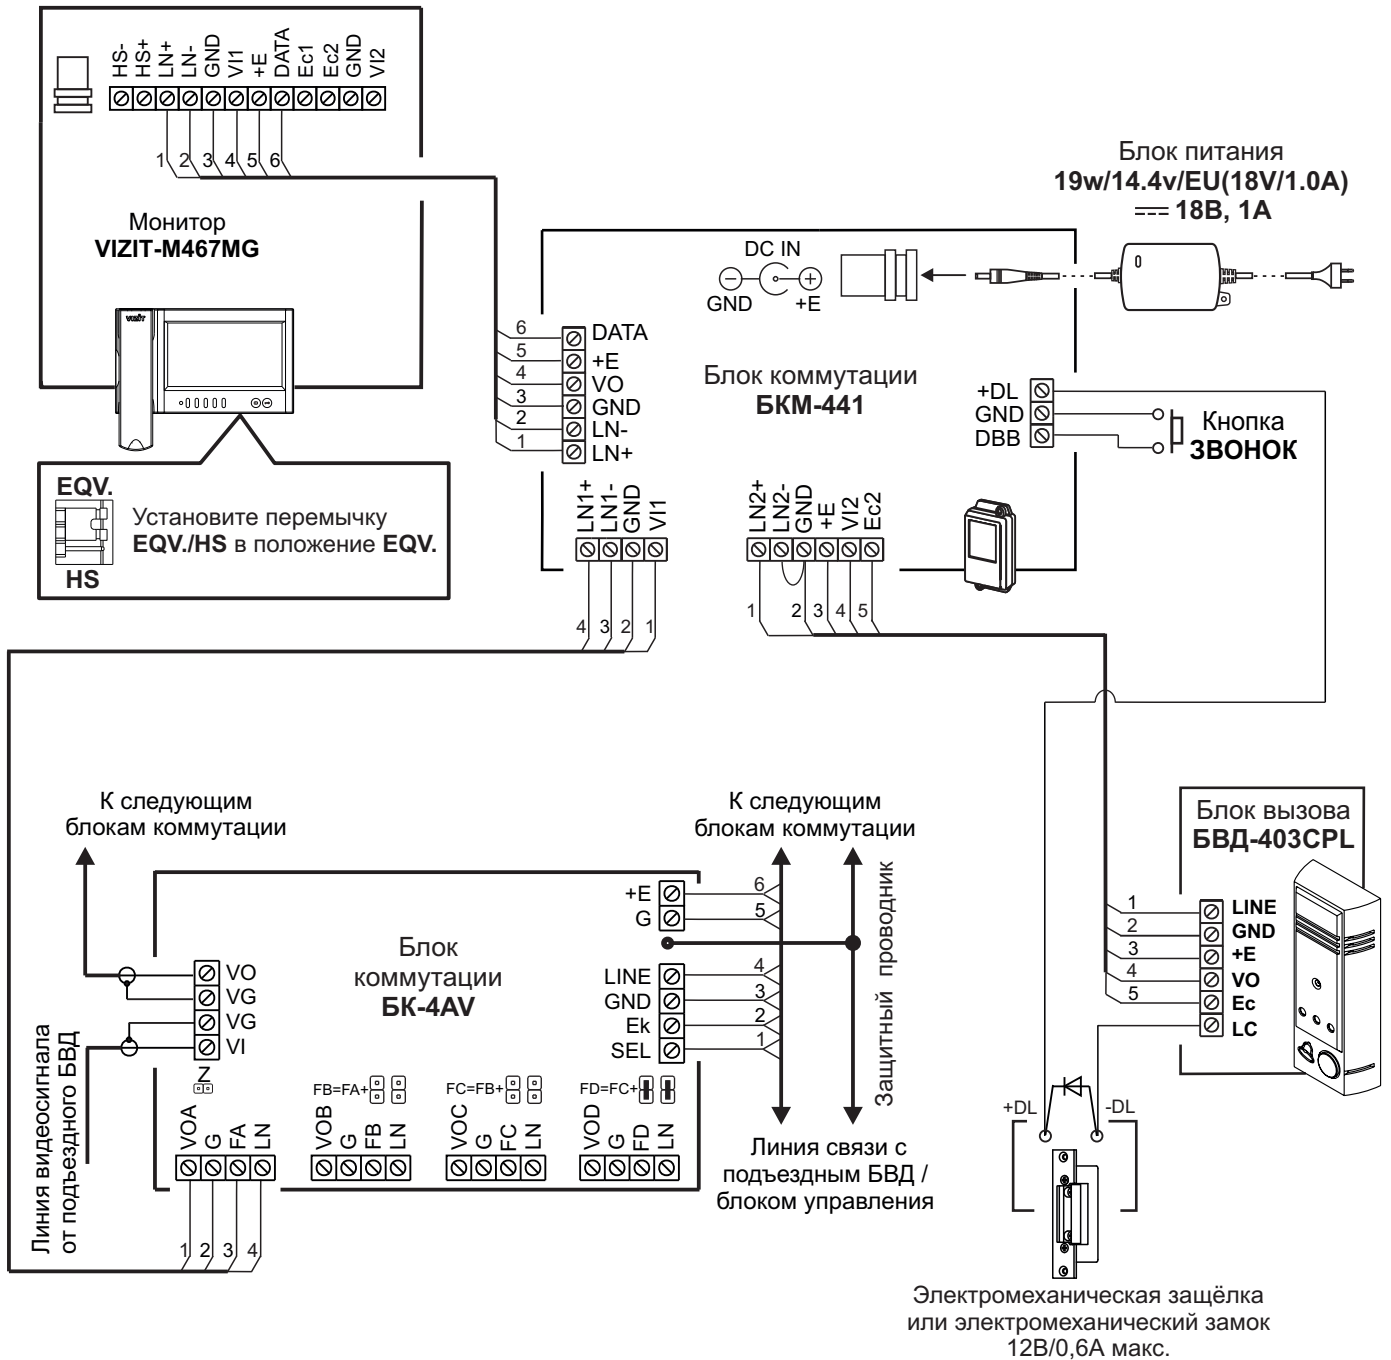 HS-
HS+
LN+
LN-
GND
VI1
+E
DATA
Ec1
Ec2
GND
VI2
1 2 3 4 5 6
Монитор
VIZIT-M467MG
VIZIT
EQV.
HS
Установите перемычку
EQV./HS в положение EQV.
Блок питания
19w/14.4v/EU(18V/1.0A)
18В, 1А
DC IN
GND +E
Блок коммутации
БКМ-441
6 DATA
5 +E
4 VO
3 GND
2 LN-
1 LN+
+DL
GND
DBB
Кнопка
ЗВОНОК
LN1+
LN1-
GND
VI1
4 3 2 1
LN2+
LN2-
GND
+E
VI2
Ec2
1 2 3 4 5
К следующим
блокам коммутации
К следующим
блокам коммутации
Блок
коммутации
БК-4AV
+E 6
G 5
LINE 4
GND 3
Ek 2
SEL 1
Защитный проводник
VO
VG
VG
VI
Z
Линия видеосигнала
от подъездного БВД
FB=FA+
FC=FB+
FD=FC+
VOA
G
FA
LN
VOB
G
FB
LN
VOC
G
FC
LN
VOD
G
FD
LN
1 2 3 4
Линия связи с
подъездным БВД /
блоком управления
Блок вызова
БВД-403CPL
1 LINE
2 GND
3 +E
4 VO
5 Ec
LC
+DL -DL
Электромеханическая защёлка
или электромеханический замок
12В/0,6А макс.